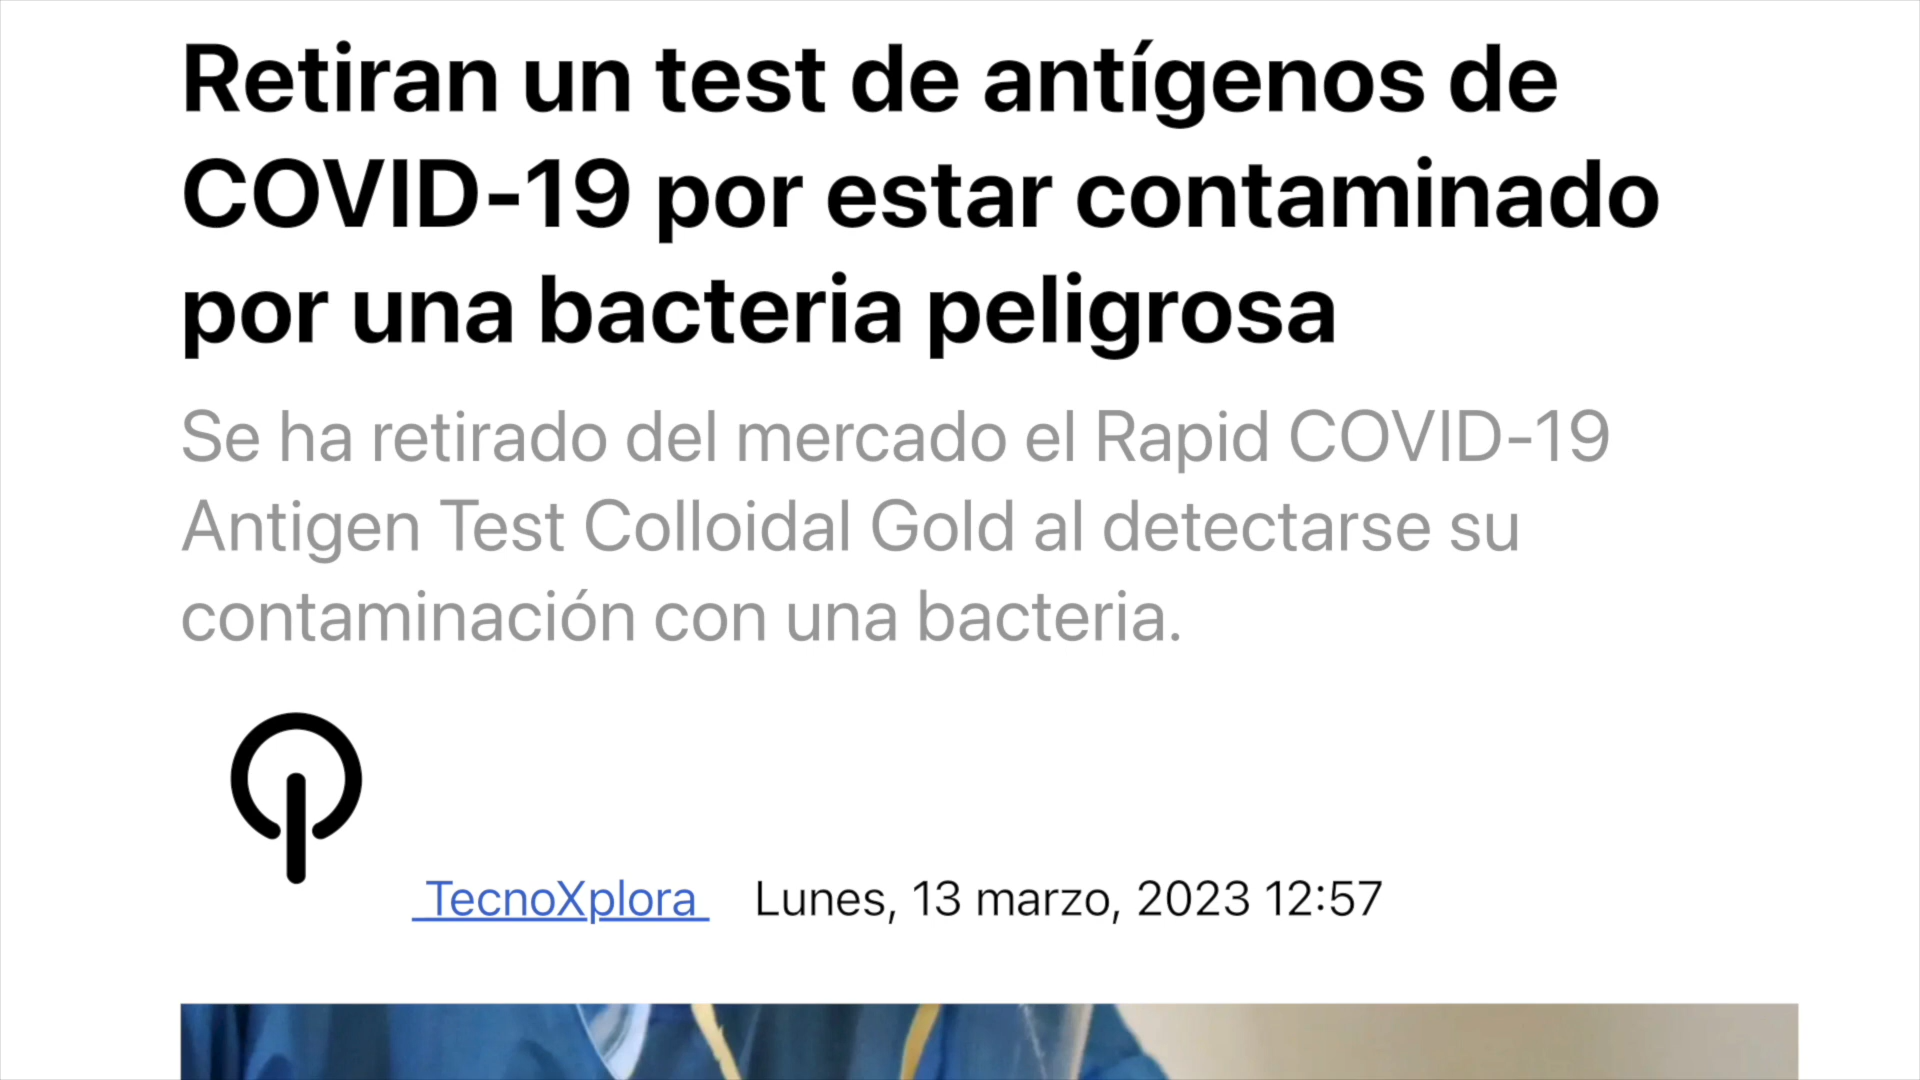 Retiran un test de antígenos de
COVID-19 por estar contaminado
por una bacteria peligrosa
Se ha retirado del mercado el Rapid COVID-19
Antigen Test Colloidal Gold al detectarse su
contaminación con una bacteria.
TecnoXplora Lunes, 13 marzo, 2023 12:57